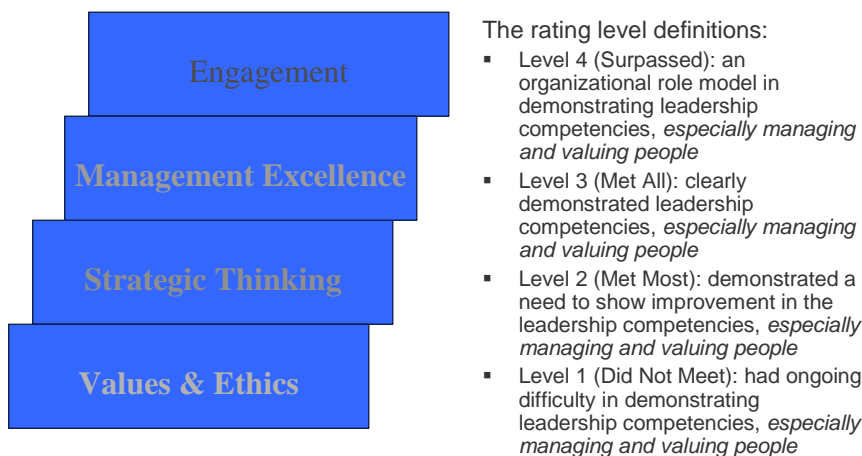 Engagement
Management Excellence
Strategic Thinking
Values & Ethics
The rating level definitions:
▪ Level 4 (Surpassed): an
organizational role model in
demonstrating leadership
competencies, especially managing
and valuing people
▪ Level 3 (Met All): clearly
demonstrated leadership
competencies, especially managing
and valuing people
▪ Level 2 (Met Most): demonstrated a
need to show improvement in the
leadership competencies, especially
managing and valuing people
▪ Level 1 (Did Not Meet): had ongoing
difficulty in demonstrating
leadership competencies, especially
managing and valuing people